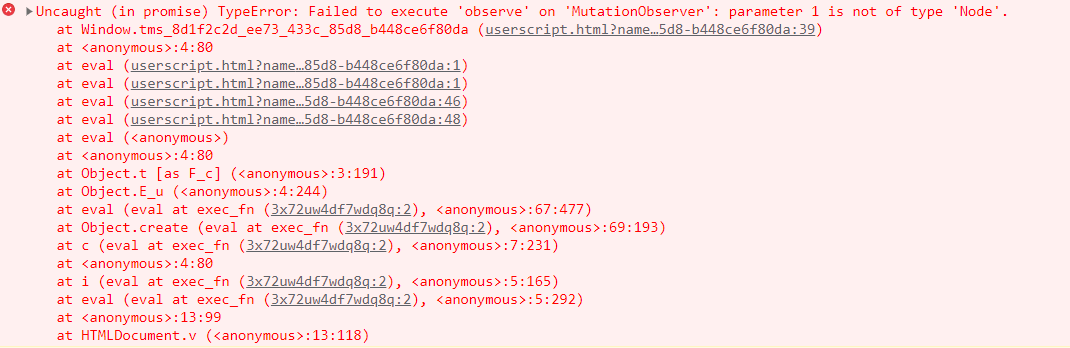 Uncaught (in promise) TypeError: Failed to execute 'observe' on 'MutationObserver': parameter 1 is not of type 'Node'.
at Window.tms_8d1f2c2d_ee73_433c_85d8_b448ce6f80da (userscript.html?name…5d8-b448ce6f80da:39)
at <anonymous>:4:80
at eval (userscript.html?name…85d8-b448ce6f80da:1)
at eval (userscript.html?name…85d8-b448ce6f80da:1)
at eval (userscript.html?name…5d8-b448ce6f80da:46)
at eval (userscript.html?name…5d8-b448ce6f80da:48)
at eval (<anonymous>)
at <anonymous>:4:80
at Object.t [as F_c] (<anonymous>:3:191)
at Object.E_u (<anonymous>:4:244)
at eval (eval at exec_fn (3x72uw4df7wdq8q:2), <anonymous>:67:477)
at Object.create (eval at exec_fn (3x72uw4df7wdq8q:2), <anonymous>:69:193)
at c (eval at exec_fn (3x72uw4df7wdq8q:2), <anonymous>:7:231)
at <anonymous>:4:80
at i (eval at exec_fn (3x72uw4df7wdq8q:2), <anonymous>:5:165)
at eval (eval at exec_fn (3x72uw4df7wdq8q:2), <anonymous>:5:292)
at <anonymous>:13:99
at HTMLDocument.v (<anonymous>:13:118)